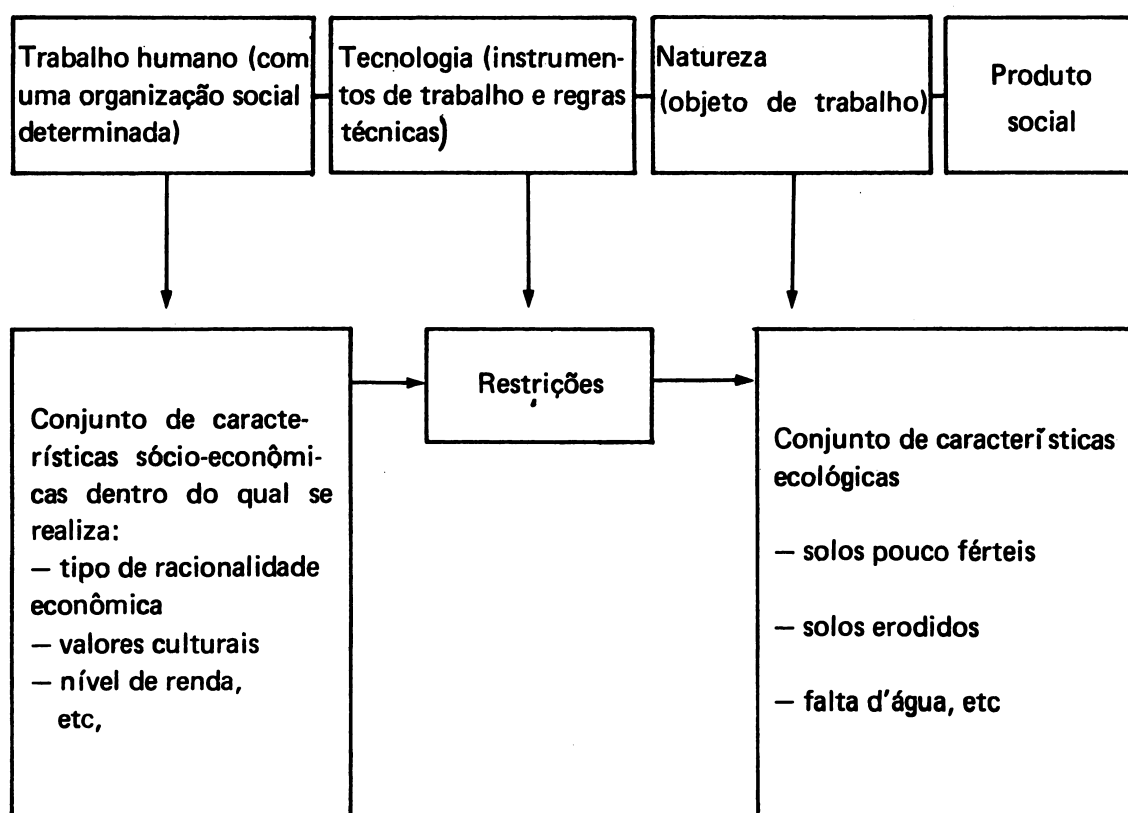 Trabalho humano (com
uma organização social
determinada)
Tecnologia (instrumen-
tos de trabalho e regras
técnicas)
Natureza
(objeto de trabalho)
Produto
social
Conjunto de caracte-
rísticas sócio-econômi-
cas dentro do qual se
realiza:
— tipo de racionalidade
econômica
— valores culturais
— nível de renda,
etc,
Restrições
Conjunto de características
ecológicas
— solos pouco férteis
— solos erodidos
— falta d'água, etc